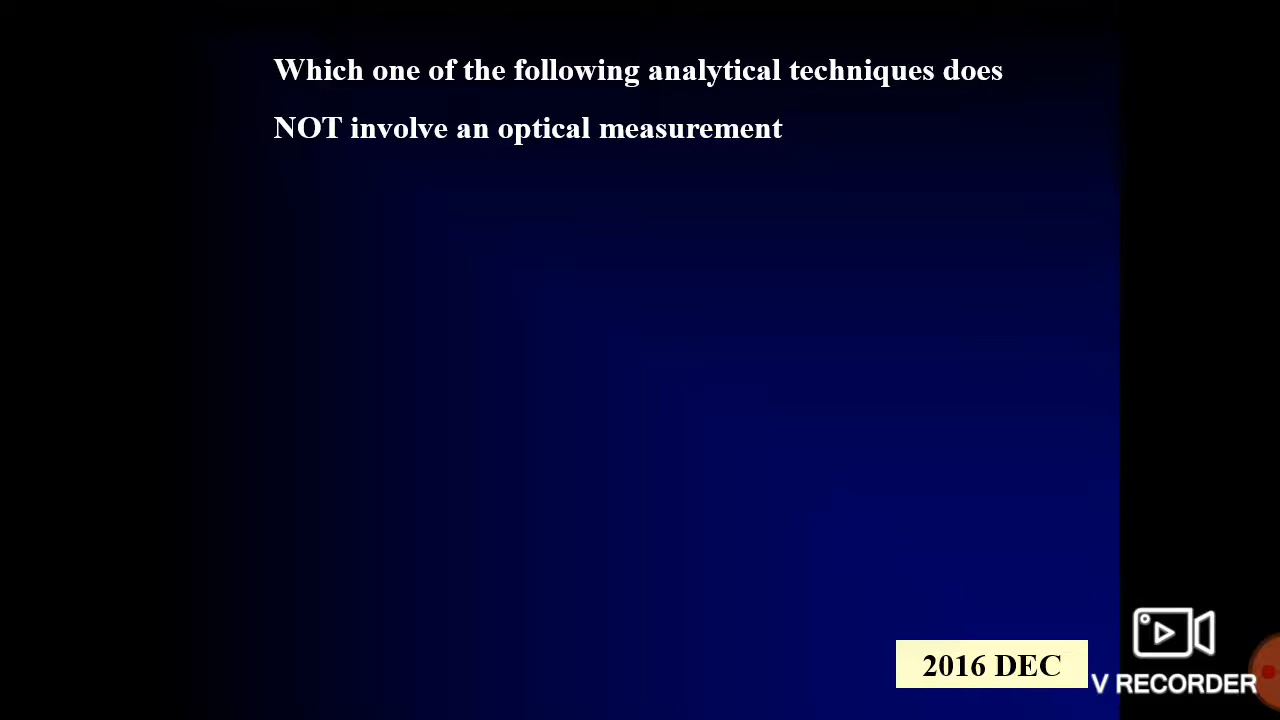 Which one of the following analytical techniques does
NOT involve an optical measurement
2016 DEC
V RECORDER